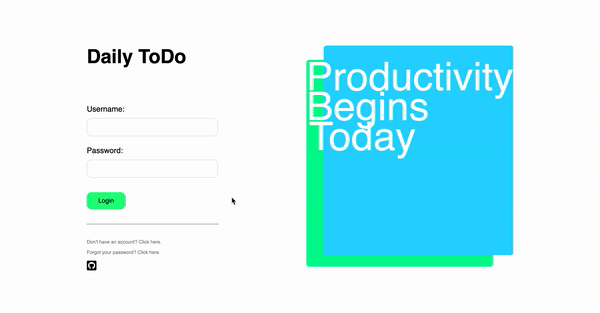 Daily ToDo
Username:
Password:
Login
Don't have an account? Click here.
Forgot your password? Click here.
Productivity
Begins
Today